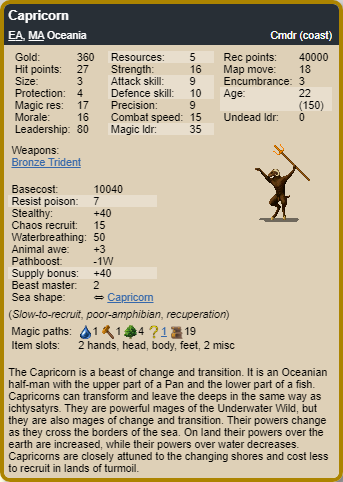 Capricorn
EA, MA Oceania Cmdr (coast)
Gold: 360 Resources: 5 Rec points: 40000
Hit points: 27 Strength: 16 Map move: 18
Size: 3 Attack skill: 9 Encumbrance: 3
Protection: 4 Defence skill: 10 Age: 22
Magic res: 17 Precision: 9 (150)
Morale: 16 Combat speed: 15 Undead ldr: 0
Leadership: 80 Magic ldr: 35
Weapons:
Bronze Trident
Basecost: 10040
Resist poison: 7
Stealthy: +40
Chaos recruit: 15
Waterbreathing: 50
Animal awe: +3
Pathboost: -1W
Supply bonus: +40
Beast master: 2
Sea shape: ⇔ Capricorn
(Slow-to-recruit, poor-amphibian, recuperation)
Magic paths: 1 1 4 ?1 19
Item slots: 2 hands, head, body, feet, 2 misc
The Capricorn is a beast of change and transition. It is an Oceanian
half-man with the upper part of a Pan and the lower part of a fish.
Capricorns can transform and leave the deeps in the same way as
ichtysatyrs. They are powerful mages of the Underwater Wild, but
they are also mages of change and transition. Their powers change
as they cross the borders of the sea. On land their powers over the
earth are increased, while their powers over water decreases.
Capricorns are closely attuned to the changing shores and cost less
to recruit in lands of turmoil.